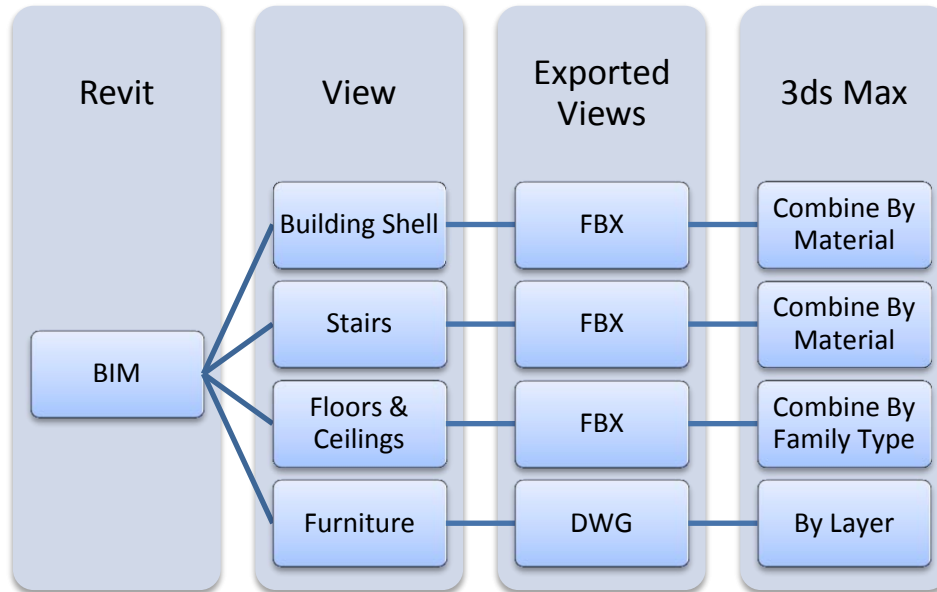 Revit
View
Exported
Views
3ds Max
Building Shell
FBX
Combine By
Material
Stairs
FBX
Combine By
Material
BIM
Floors &
Ceilings
FBX
Combine By
Family Type
Furniture
DWG
By Layer